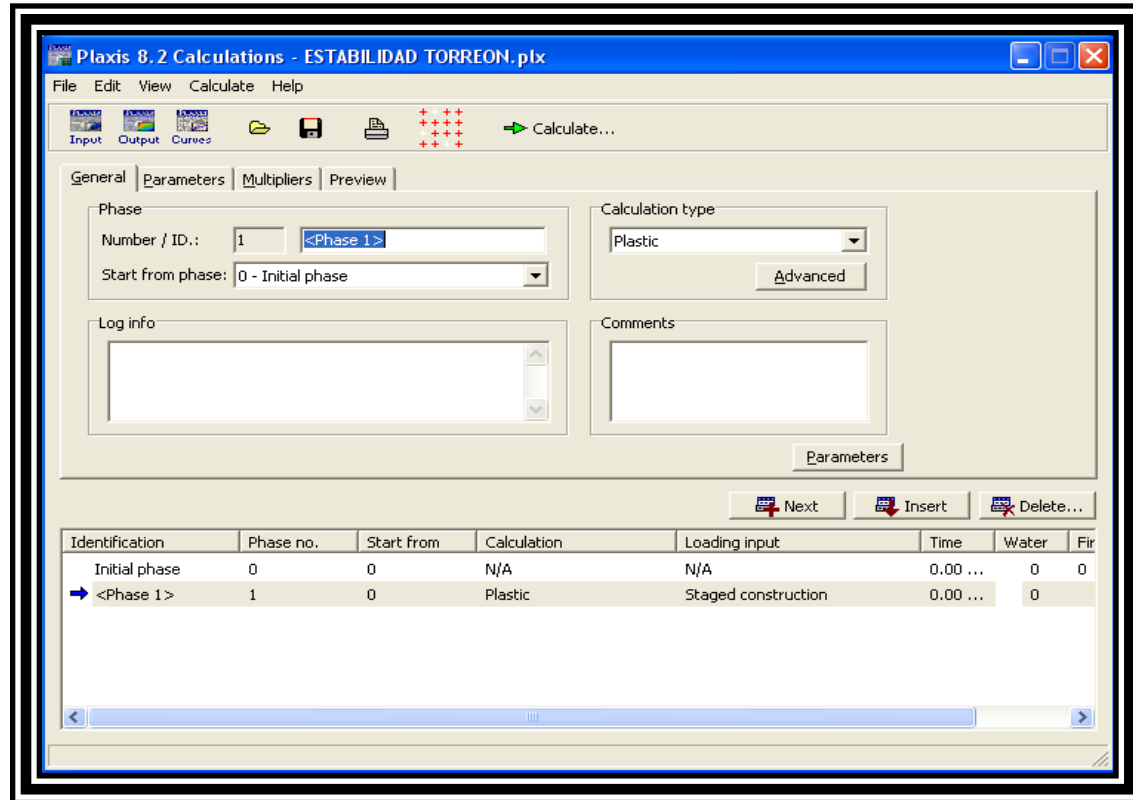 Plaxis 8.2 Calculations - ESTABILIDAD TORREON.plx
File Edit View Calculate Help
Input Output Curves Calculate...
General Parameters Multipliers Preview
Phase
Number / ID.: 1 <Phase 1>
Start from phase: 0 - Initial phase
Calculation type
Plastic
Advanced
Log info
Comments
Parameters
Next Insert Delete...
Identification Phase no. Start from Calculation Loading input Time Water Fir
Initial phase 0 0 N/A N/A 0.00 ... 0 0
<Phase 1> 1 0 Plastic Staged construction 0.00 ... 0